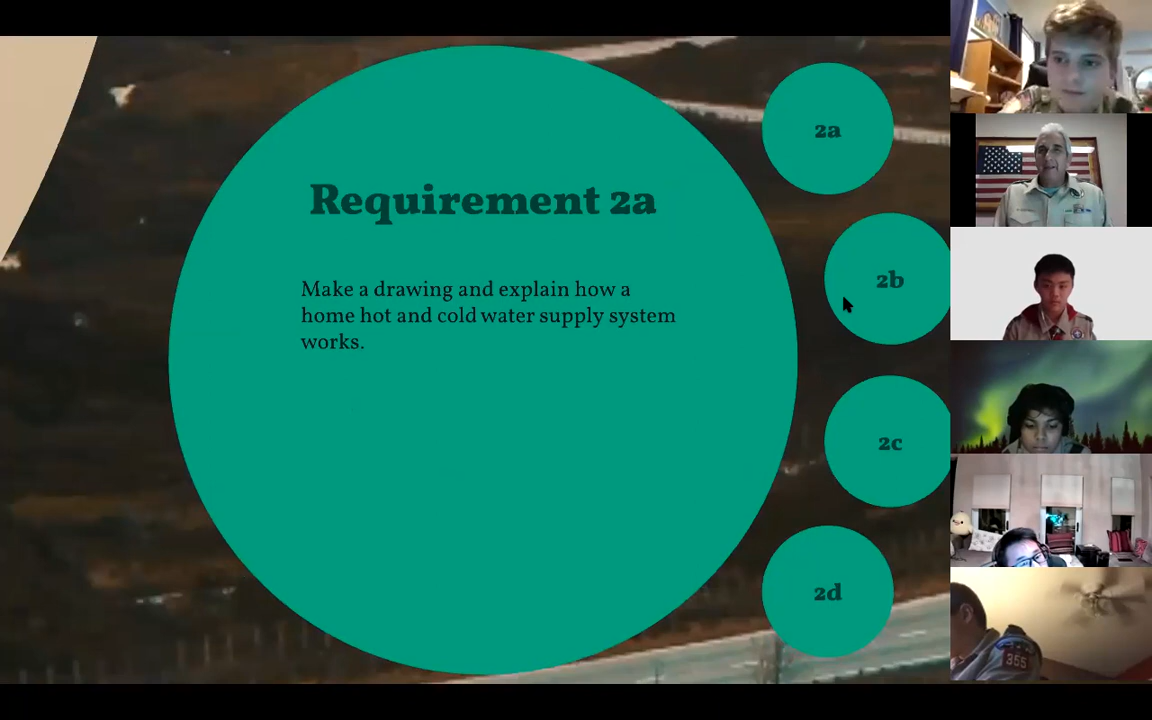 Requirement 2a
Make a drawing and explain how a
home hot and cold water supply system
works.
2a
2b
2c
2d
355